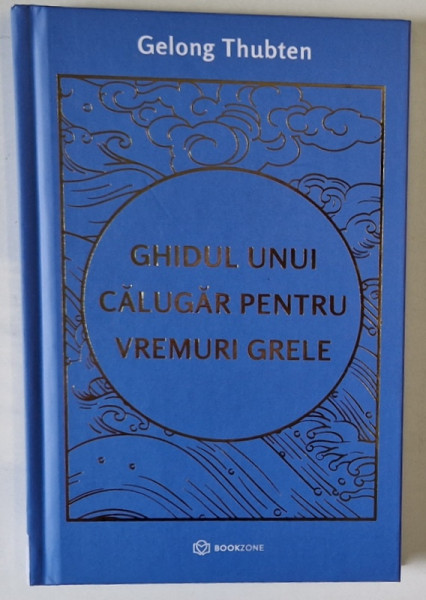 Gelong Thubten
GHIDUL UNUI
CĂLUGĂR PENTRU
VREMURI GRELE
BOOKZONE